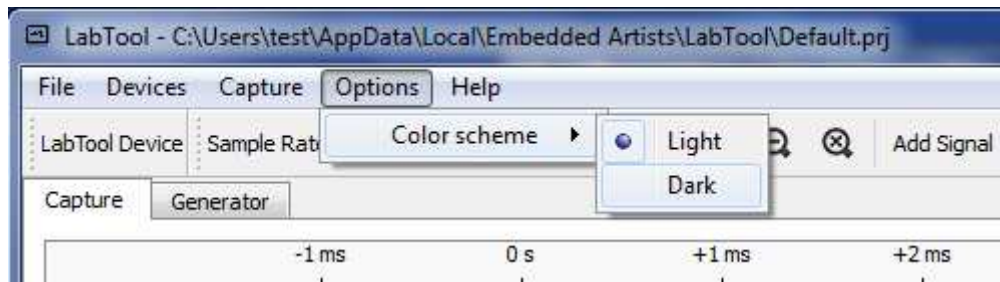 LabTool - C:\Users\test\AppData\Local\Embedded Artists\LabTool\Default.prj
File Devices Capture Options Help
LabTool Device Sample Rat Color scheme Light Add Signal
Dark
Capture Generator
-1 ms 0 s +1 ms +2 ms